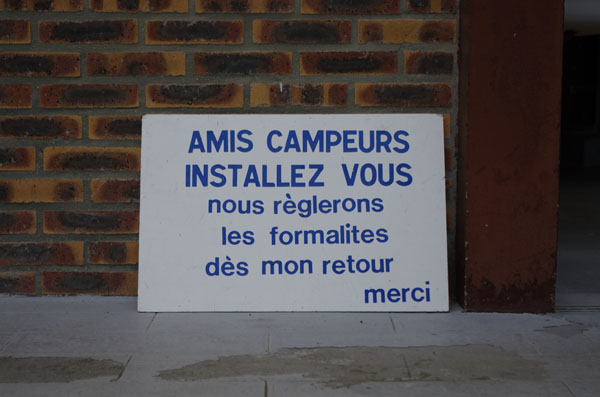 AMIS CAMPEURS
INSTALLEZ VOUS
nous règlerons
les formalites
dès mon retour
merci